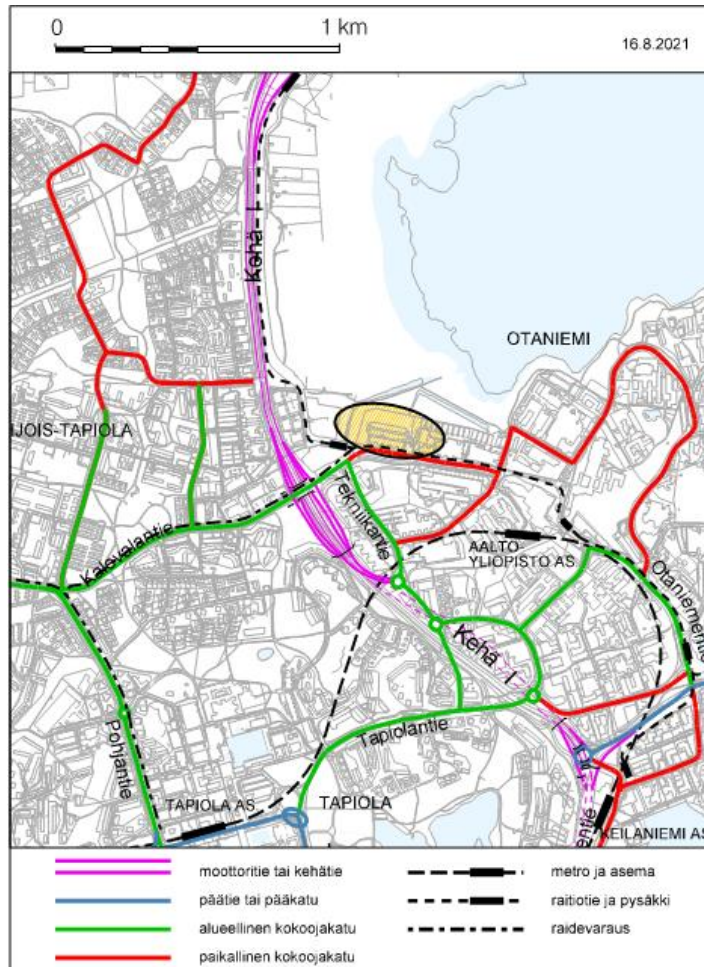 0 1 km
16.8.2021
Kehä I
OTANIEMI
IJOIS-TAPIOLA
Tekniikantie
Kalevalantie
AALTO
YLIOPISTO AS.
Otaniementie
Kehä I
Pohjantie
Tapiolantie
TAPIOLA AS.
TAPIOLA
KEILANIEMI AS
entie
moottoritie tai kehätie
metro ja asema
päätie tai pääkatu
raitiotie ja pysäkki
alueellinen kokoojakatu
raidevaraus
paikallinen kokoojakatu